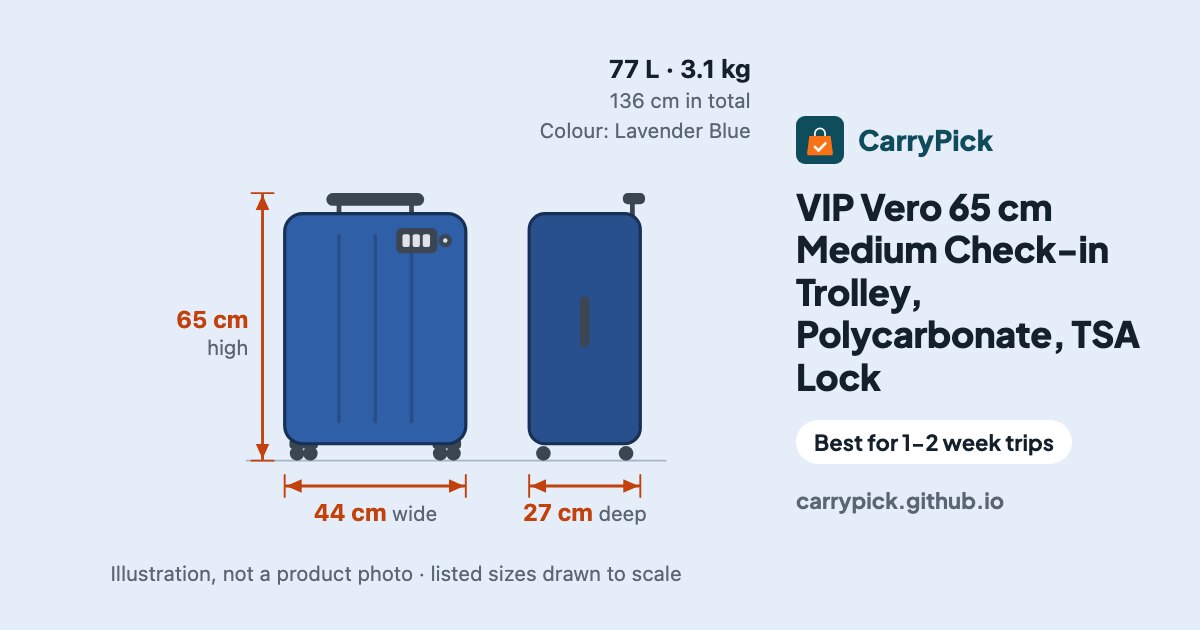 77 L · 3.1 kg
136 cm in total
Colour: Lavender Blue
65 cm
high
44 cm wide
27 cm deep
Illustration, not a product photo · listed sizes drawn to scale
CarryPick
VIP Vero 65 cm
Medium Check-in
Trolley,
Polycarbonate, TSA
Lock
Best for 1–2 week trips
carrypick.github.io